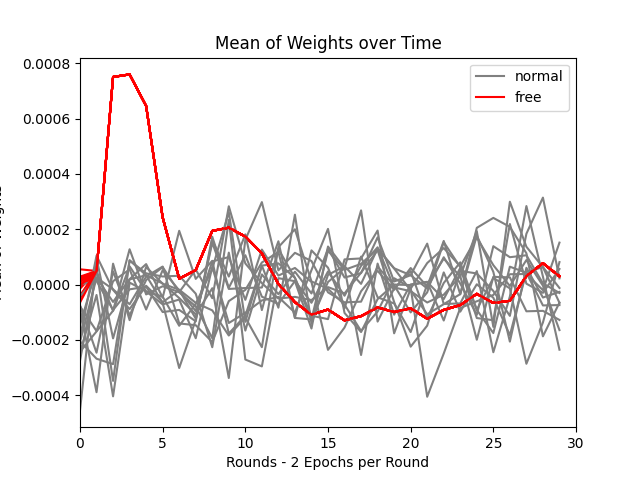 Mean of Weights over Time
normal
free
0.0008
0.0006
0.0004
0.0002
0.0000
−0.0002
−0.0004
0 5 10 15 20 25 30
Rounds - 2 Epochs per Round